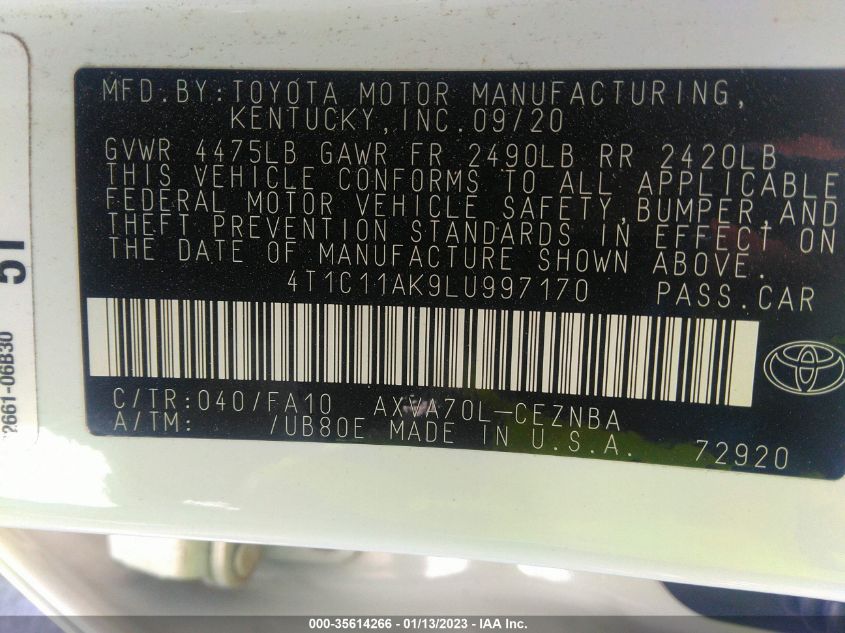 MFD.BY:TOYOTA MOTOR MANUFACTURING,
KENTUCKY,INC.09/20
GVWR 4475LB GAWR FR 2490LB RR 2420LB
THIS VEHICLE CONFORMS TO ALL APPLICABLE
FEDERAL MOTOR VEHICLE SAFETY,BUMPER,AND
THEFT PREVENTION STANDARDS IN EFFECT ON
THE DATE OF MANUFACTURE SHOWN ABOVE.
4T1C11AK9LU997170 PASS.CAR
C/TR:040/FA10 AXVA70L-CEZNBA
A/TM: /UB80E MADE IN U.S.A. 72920
2661-06B30
000-35614266 - 01/13/2023 - IAA Inc.